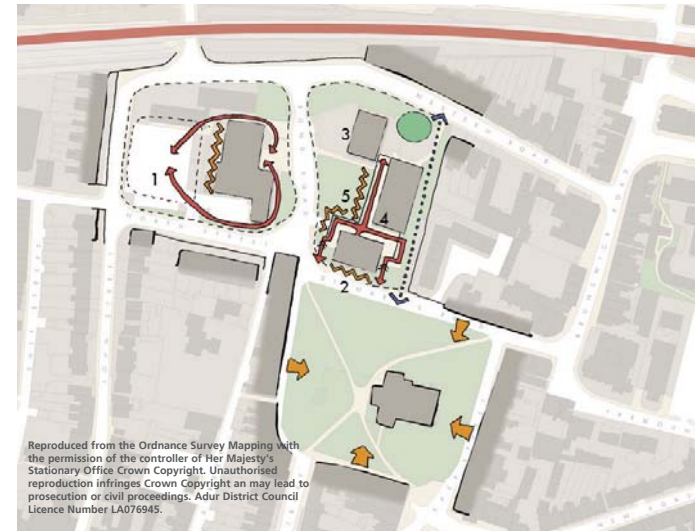 3
1
5
4
2
Reproduced from the Ordnance Survey Mapping with
the permission of the controller of Her Majesty's
Stationary Office Crown Copyright. Unauthorised
reproduction infringes Crown Copyright an may lead to
prosecution or civil proceedings. Adur District Council
Licence Number LA076945.